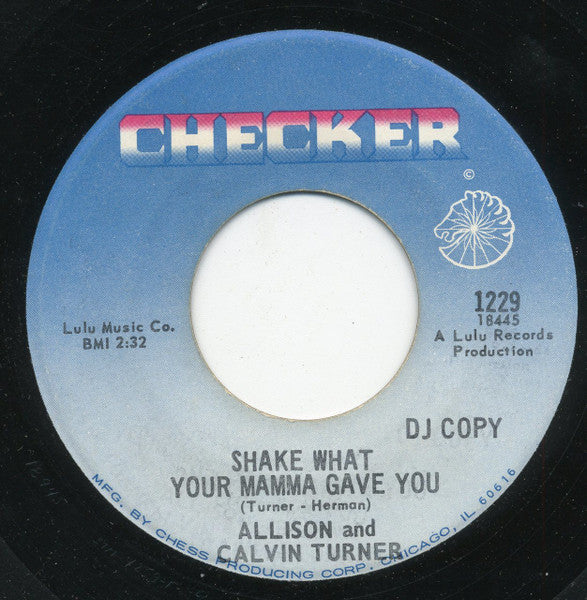 CHECKER
©
Lulu Music Co.
BMI 2:32
1229
18445
A Lulu Records
Production
DJ COPY
SHAKE WHAT
YOUR MAMMA GAVE YOU
(Turner - Herman)
ALLISON and
CALVIN TURNER
MFG. BY CHESS PRODUCING CORP. CHICAGO, IL 60616